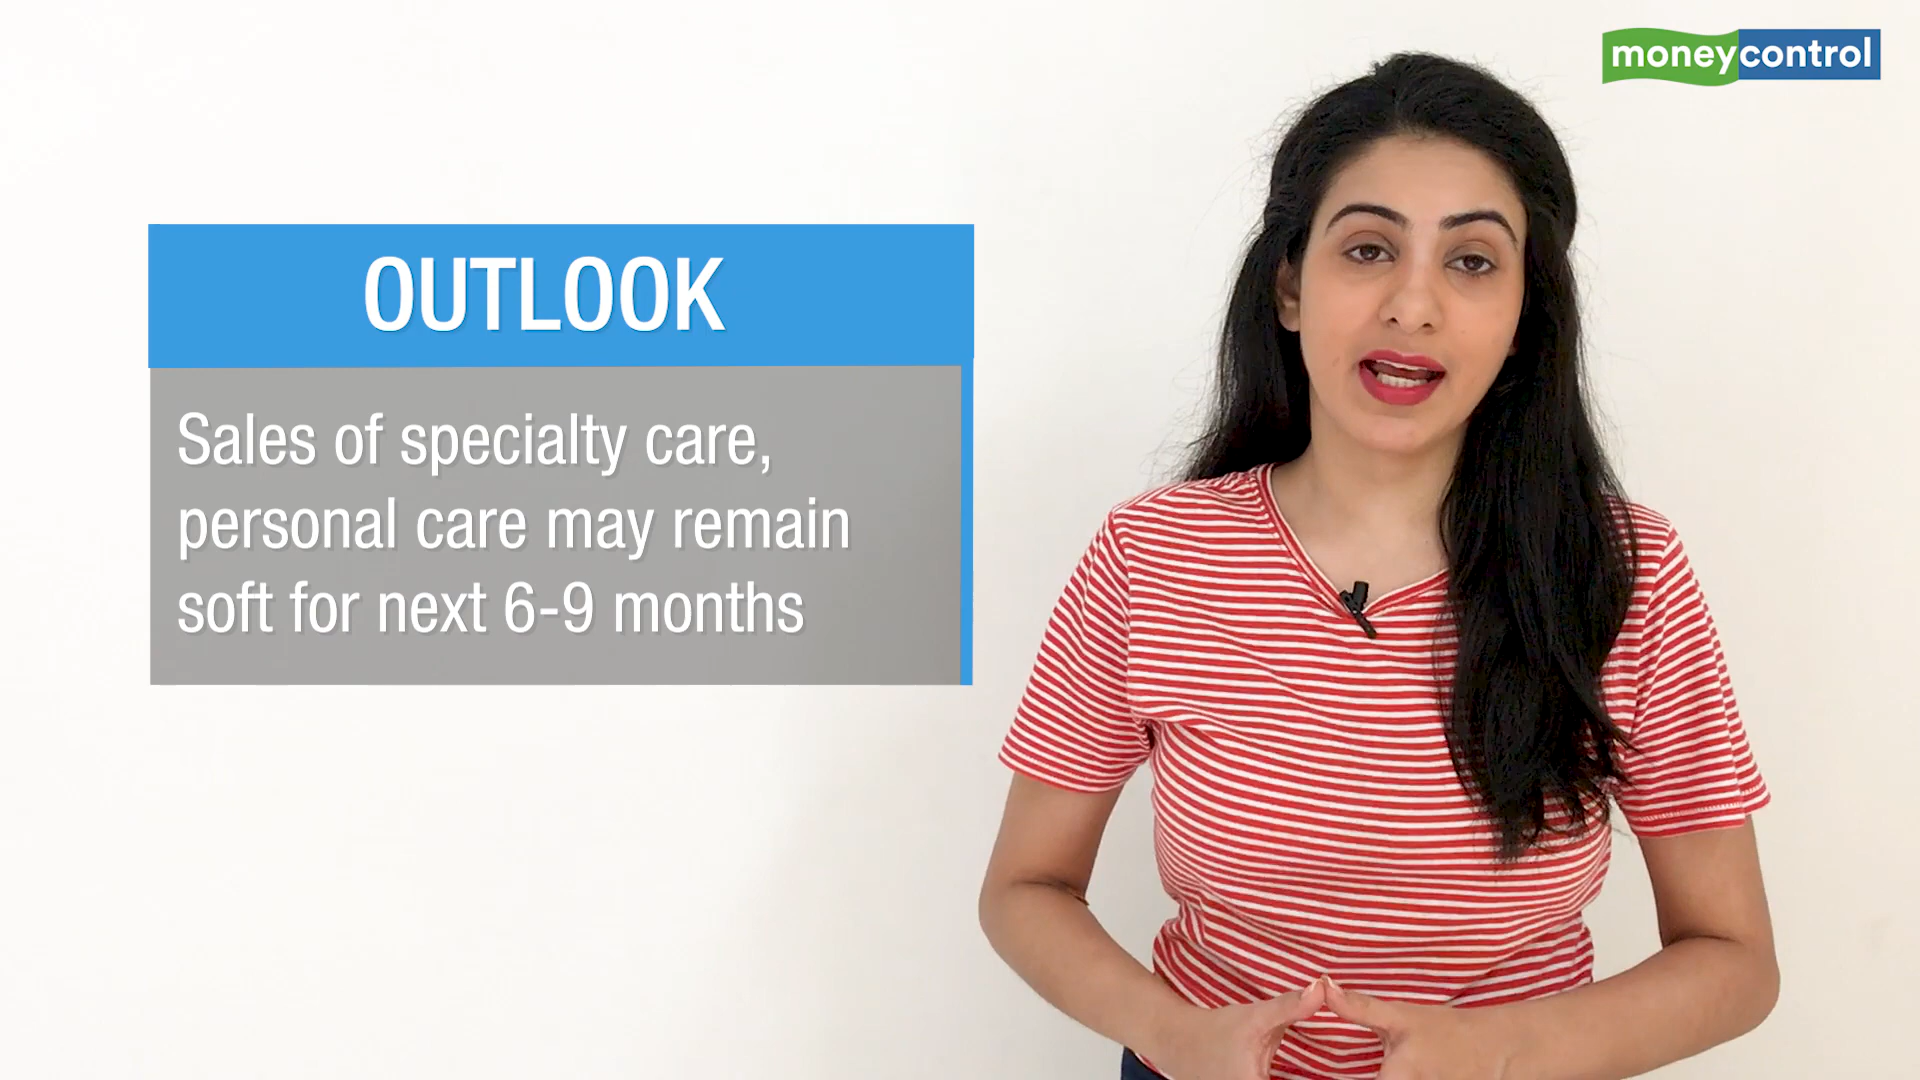 moneycontrol
OUTLOOK
Sales of specialty care,
personal care may remain
soft for next 6-9 months